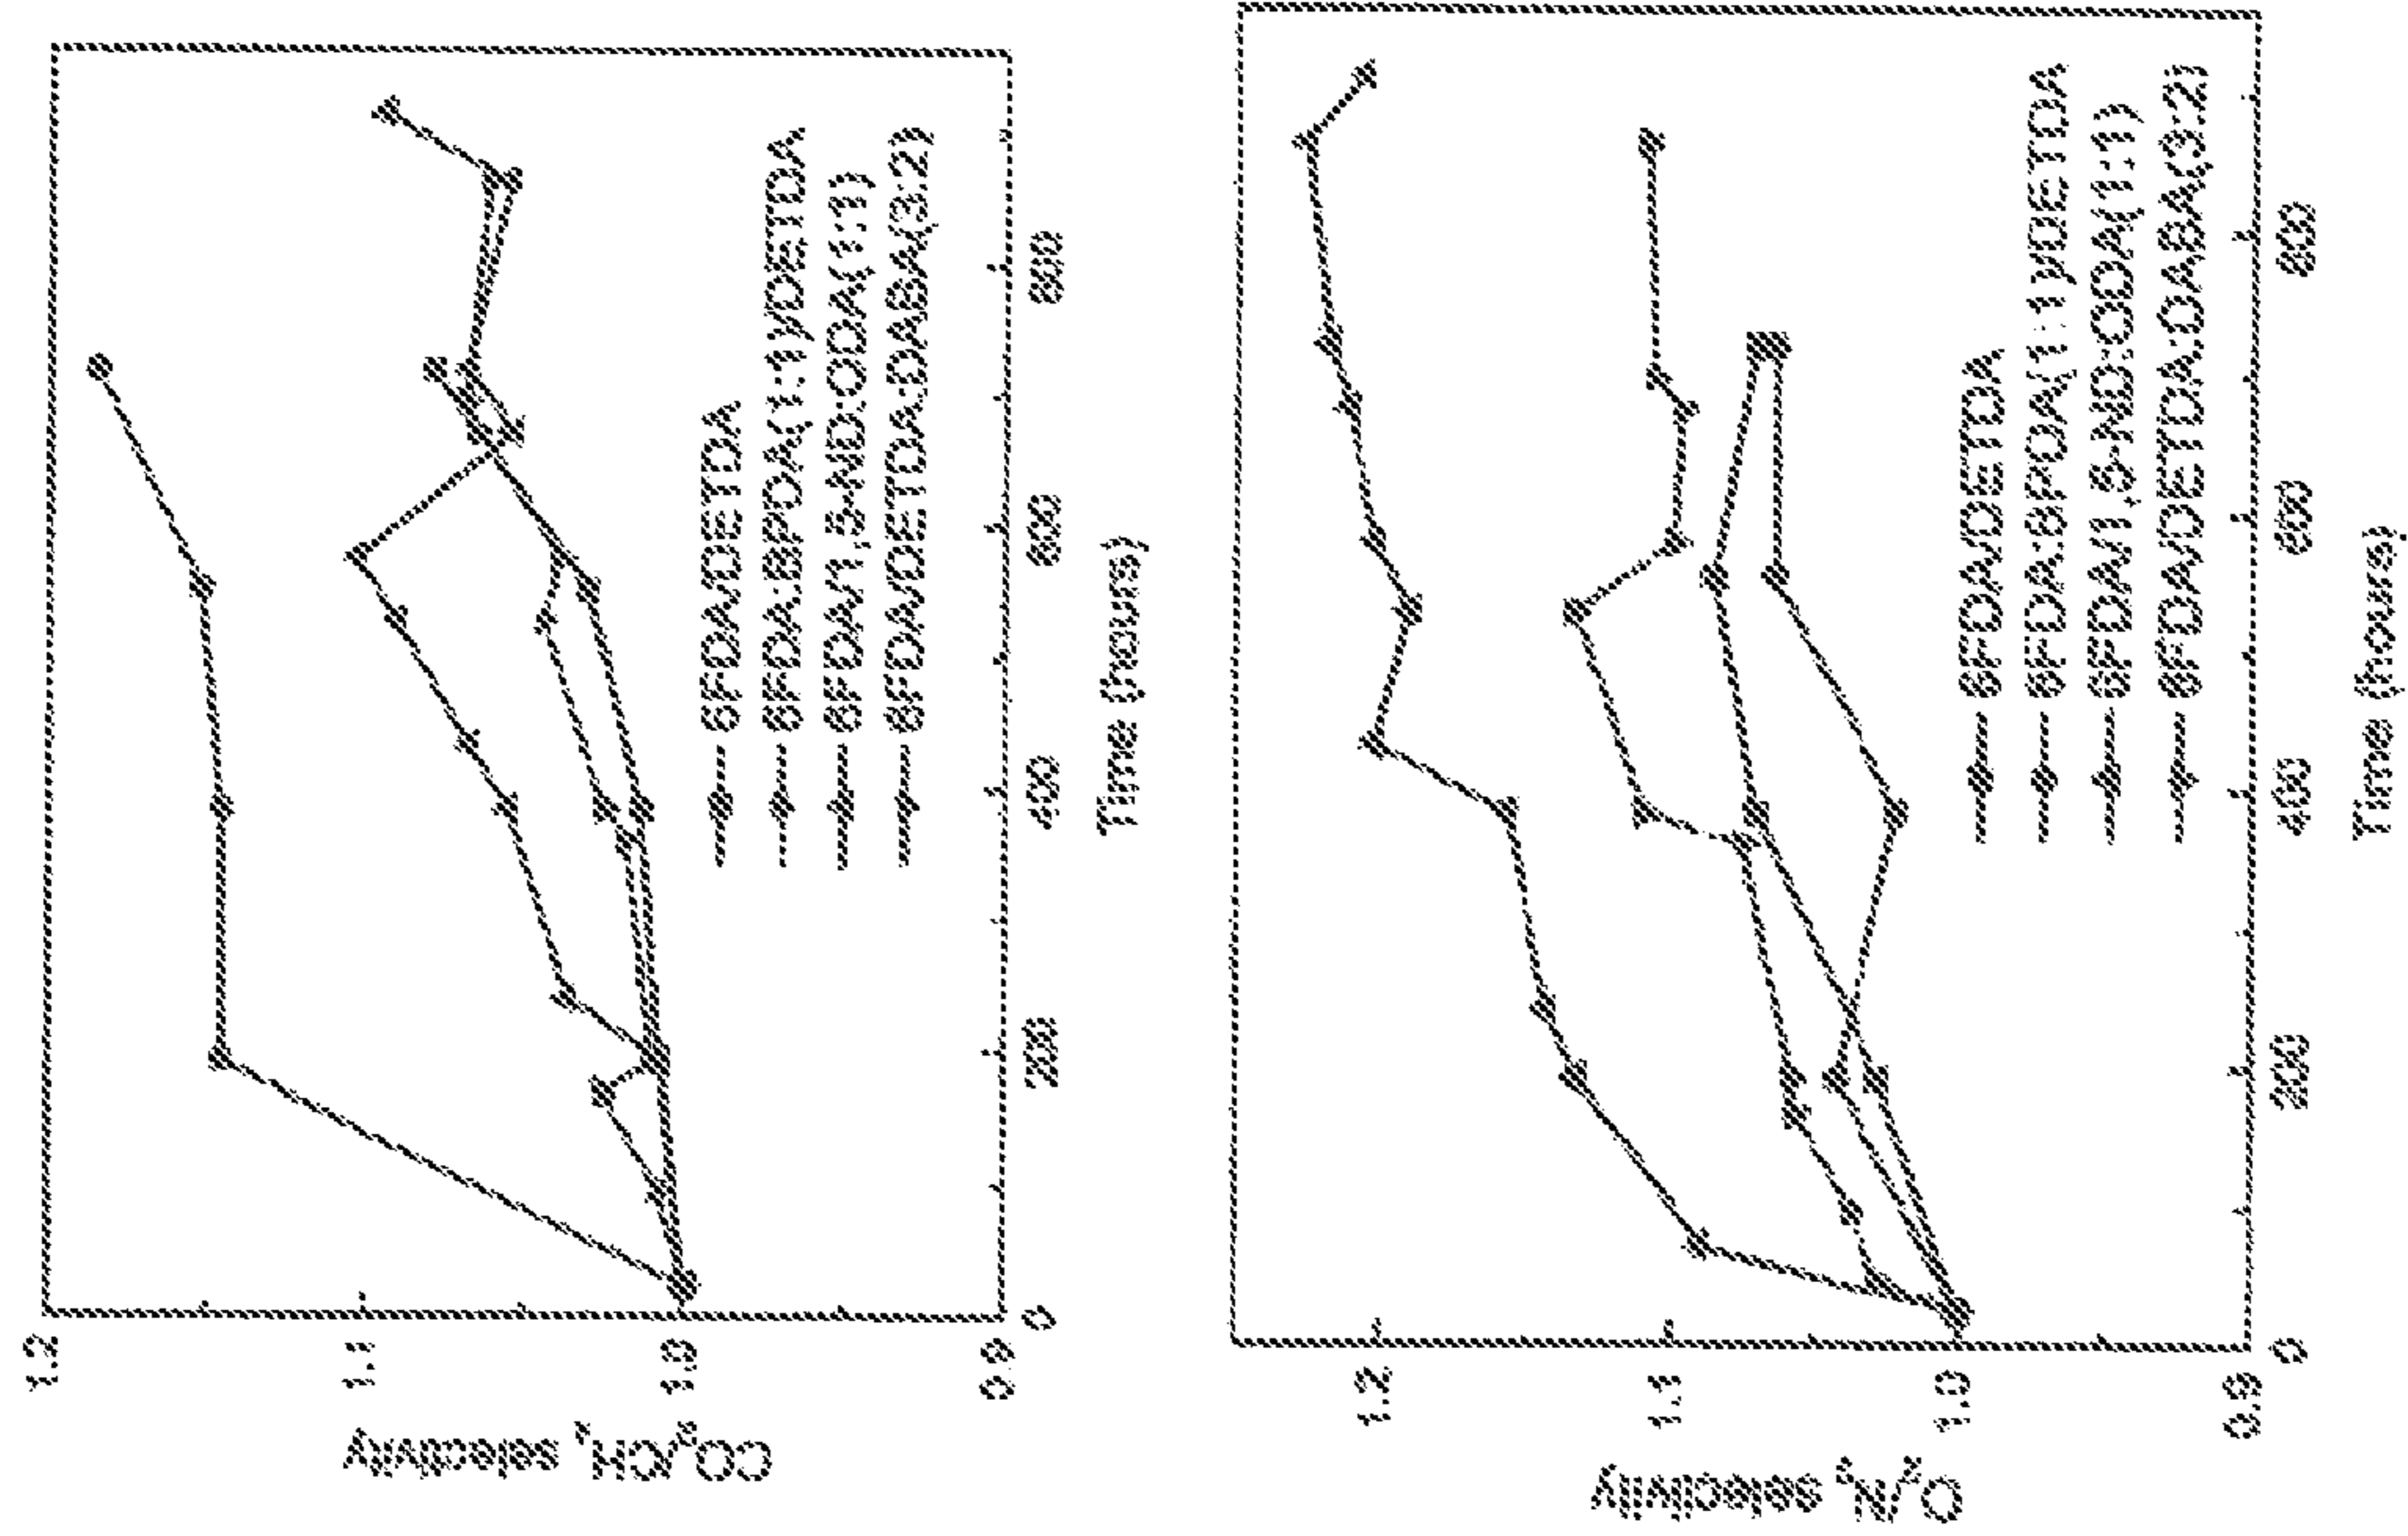 CO₂/CH₄ selectivity
1.2
1.1
1.0
0.9
0
200
400
600
800
Time (hours)
6FDA/DETDA
6FDA:BPDA(1:1)/DETDA
6FDA/1,5-ND:ODA(1:1)
6FDA/DETDA:DABA(3:2)
O₂/N₂ selectivity
1.2
1.1
1.0
0.9
0
200
400
600
800
Time (hours)
6FDA/DETDA
6FDA:BPDA(1:1)/DETDA
6FDA/1,5-ND:ODA(1:1)
6FDA/DETDA:DABA(3:2)